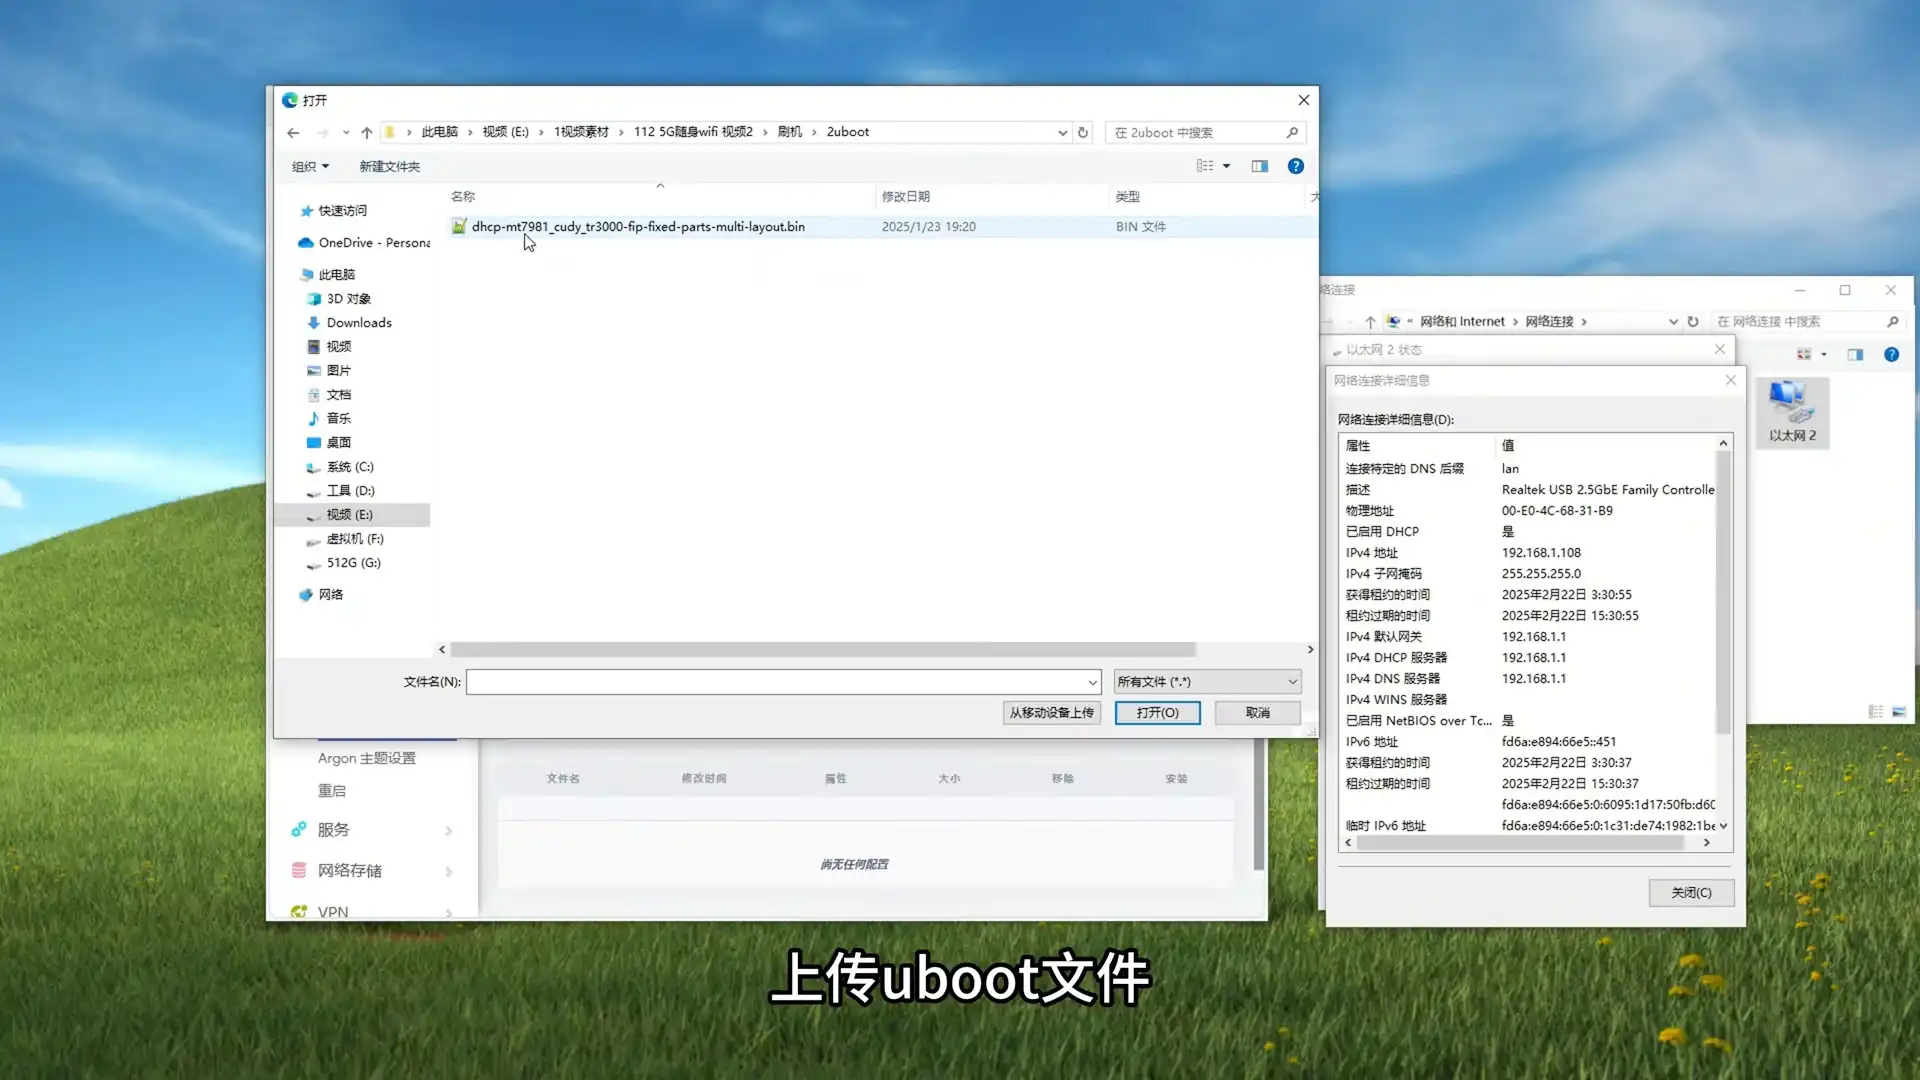 打开
此电脑 › 视频 (E:) › 1视频素材 › 112 5G随身wifi 视频2 › 刷机 › 2uboot
在 2uboot 中搜索
组织
新建文件夹
名称
修改日期
类型
大
快速访问
OneDrive - Persona
此电脑
3D 对象
Downloads
视频
图片
文档
音乐
桌面
系统 (C:)
工具 (D:)
视频 (E:)
虚拟机 (F:)
512G (G:)
网络
dhcp-mt7981_cudy_tr3000-fip-fixed-parts-multi-layout.bin
2025/1/23 19:20
BIN 文件
文件名(N):
所有文件 (*.*)
从移动设备上传
打开(O)
取消
Argon 主题设置
重启
服务
网络存储
VPN
文件名
修改时间
属性
大小
移除
安装
尚无任何配置
络连接
« 网络和 Internet › 网络连接 ›
在 网络连接 中搜索
以太网 2 状态
以太网 2
网络连接详细信息
网络连接详细信息(D):
属性 值
连接特定的 DNS 后缀 lan
描述 Realtek USB 2.5GbE Family Controlle
物理地址 00-E0-4C-68-31-B9
已启用 DHCP 是
IPv4 地址 192.168.1.108
IPv4 子网掩码 255.255.255.0
获得租约的时间 2025年2月22日 3:30:55
租约过期的时间 2025年2月22日 15:30:55
IPv4 默认网关 192.168.1.1
IPv4 DHCP 服务器 192.168.1.1
IPv4 DNS 服务器 192.168.1.1
IPv4 WINS 服务器
已启用 NetBIOS over Tc... 是
IPv6 地址 fd6a:e894:66e5::451
获得租约的时间 2025年2月22日 3:30:37
租约过期的时间 2025年2月22日 15:30:37
fd6a:e894:66e5:0:6095:1d17:50fb:d60
临时 IPv6 地址 fd6a:e894:66e5:0:1c31:de74:1982:1be
关闭(C)
上传uboot文件